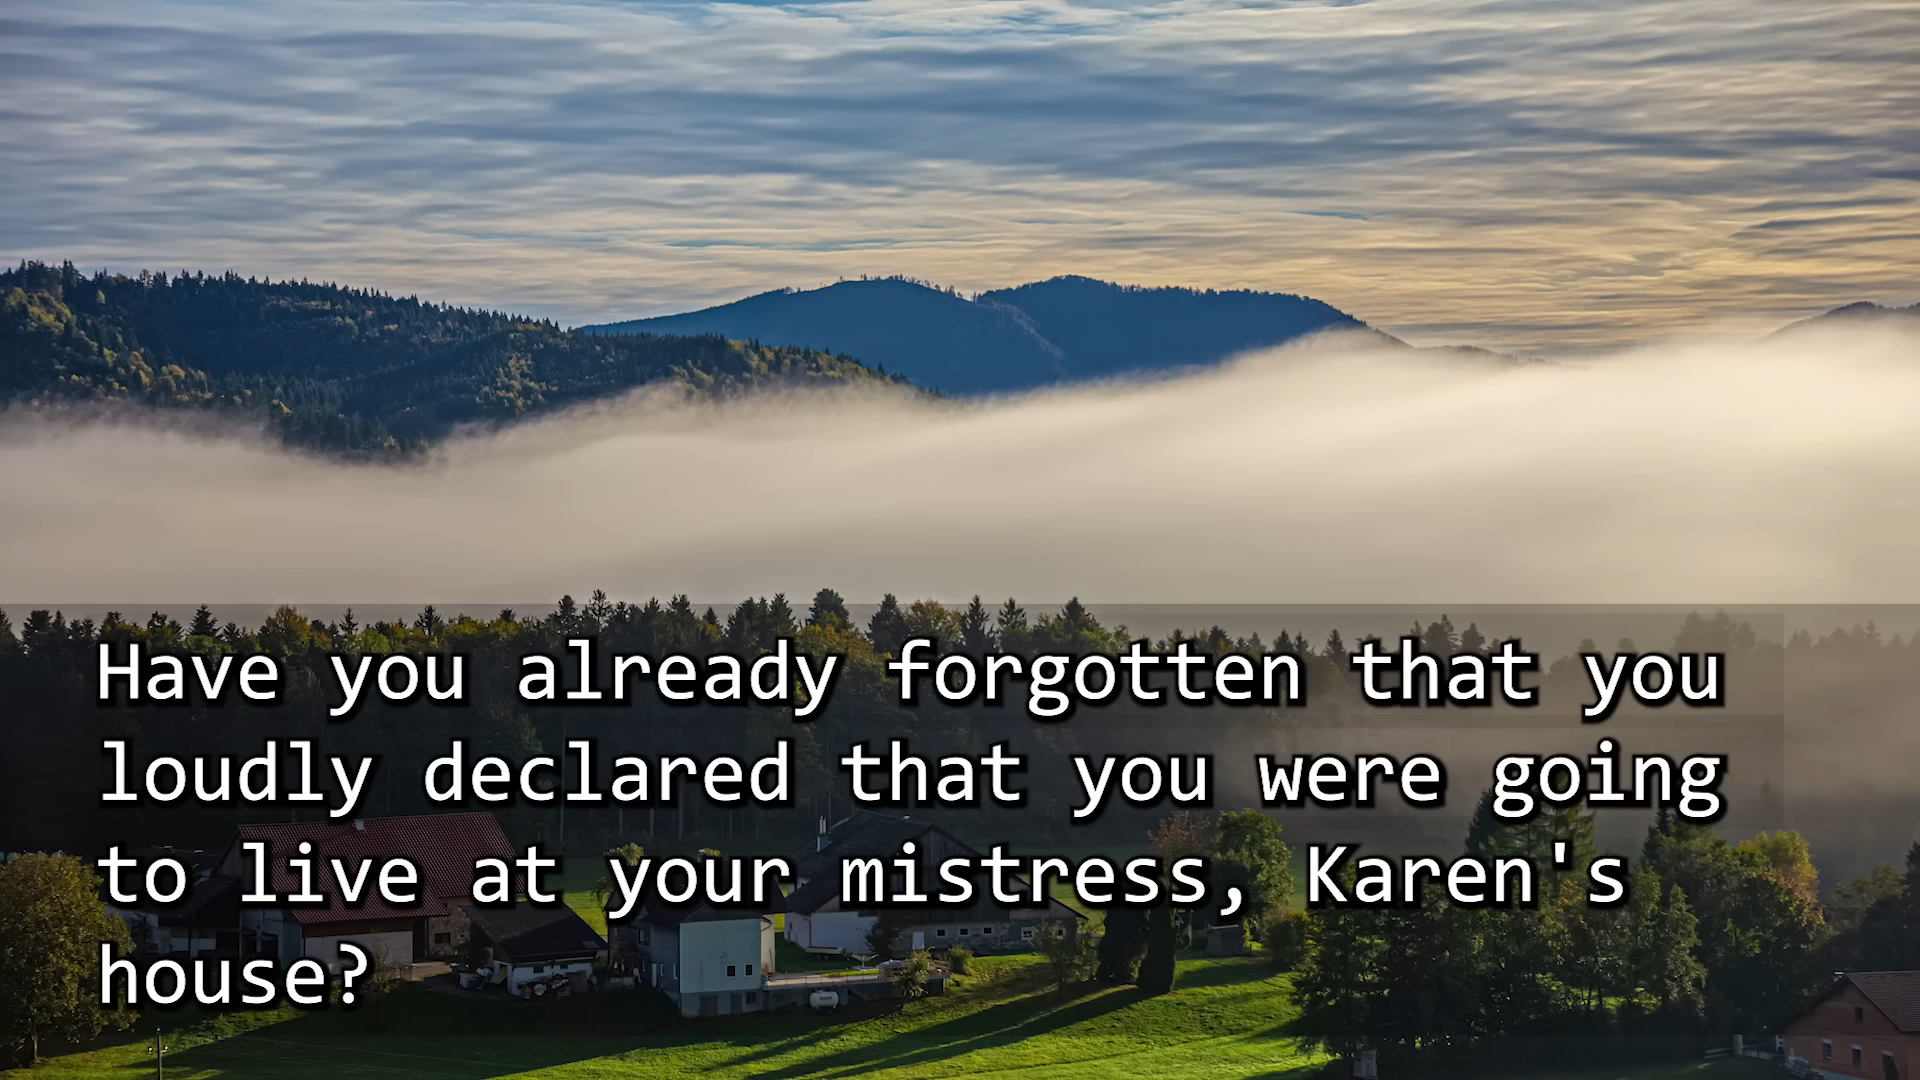 Have you already forgotten that you
loudly declared that you were going
to live at your mistress, Karen's
house?